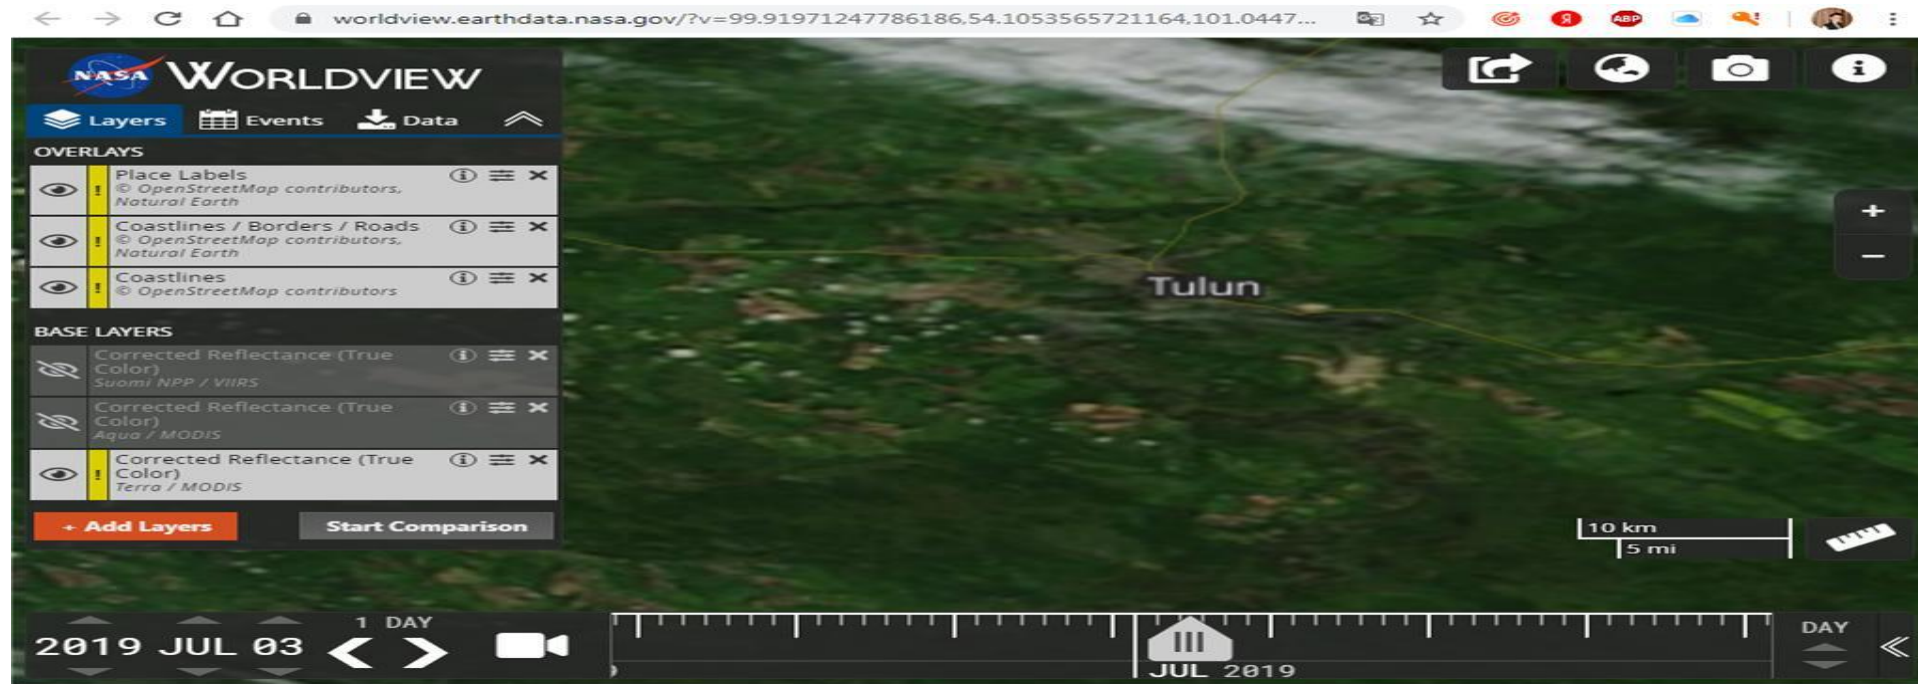 worldview.earthdata.nasa.gov/?v=99.91971247786186,54.1053565721164,101.0447...
ABP
NASA WORLDVIEW
Layers Events Data
OVERLAYS
Place Labels
© OpenStreetMap contributors,
Natural Earth
Coastlines / Borders / Roads
© OpenStreetMap contributors,
Natural Earth
Coastlines
© OpenStreetMap contributors
BASE LAYERS
Corrected Reflectance (True
Color)
Suomi NPP / VIIRS
Corrected Reflectance (True
Color)
Aqua / MODIS
Corrected Reflectance (True
Color)
Terra / MODIS
+ Add Layers Start Comparison
Tulun
10 km
5 mi
1 DAY
2019 JUL 03
JUL 2019
DAY